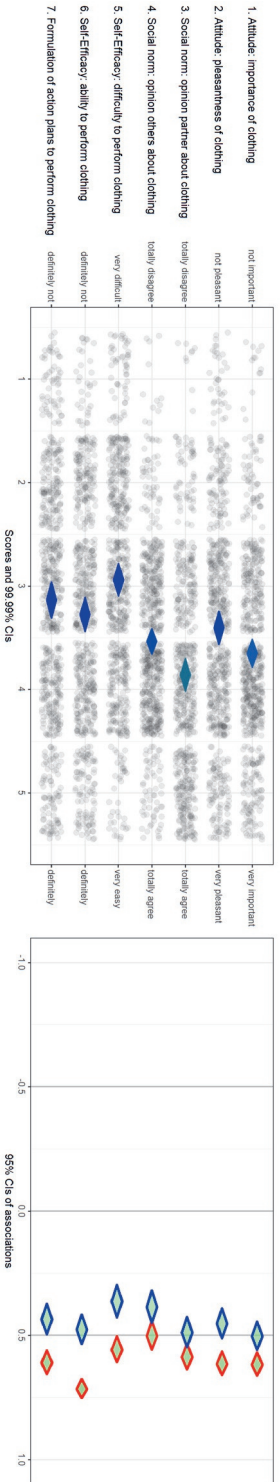 1. Attitude: importance of clothing
2. Attitude: pleasantness of clothing
3. Social norm: opinion partner about clothing
4. Social norm: opinion others about clothing
5. Self-Efficacy: difficulty to perform clothing
6. Self-Efficacy: ability to perform clothing
7. Formulation of action plans to perform clothing
not important
not pleasant
totally disagree
totally disagree
very difficult
definitely not
definitely not
1 2 3 4 5
Scores and 99.99% CIs
very important
very pleasant
totally agree
totally agree
very easy
definitely
definitely
-1.0 -0.5 0.0 0.5 1.0
95% CIs of associations